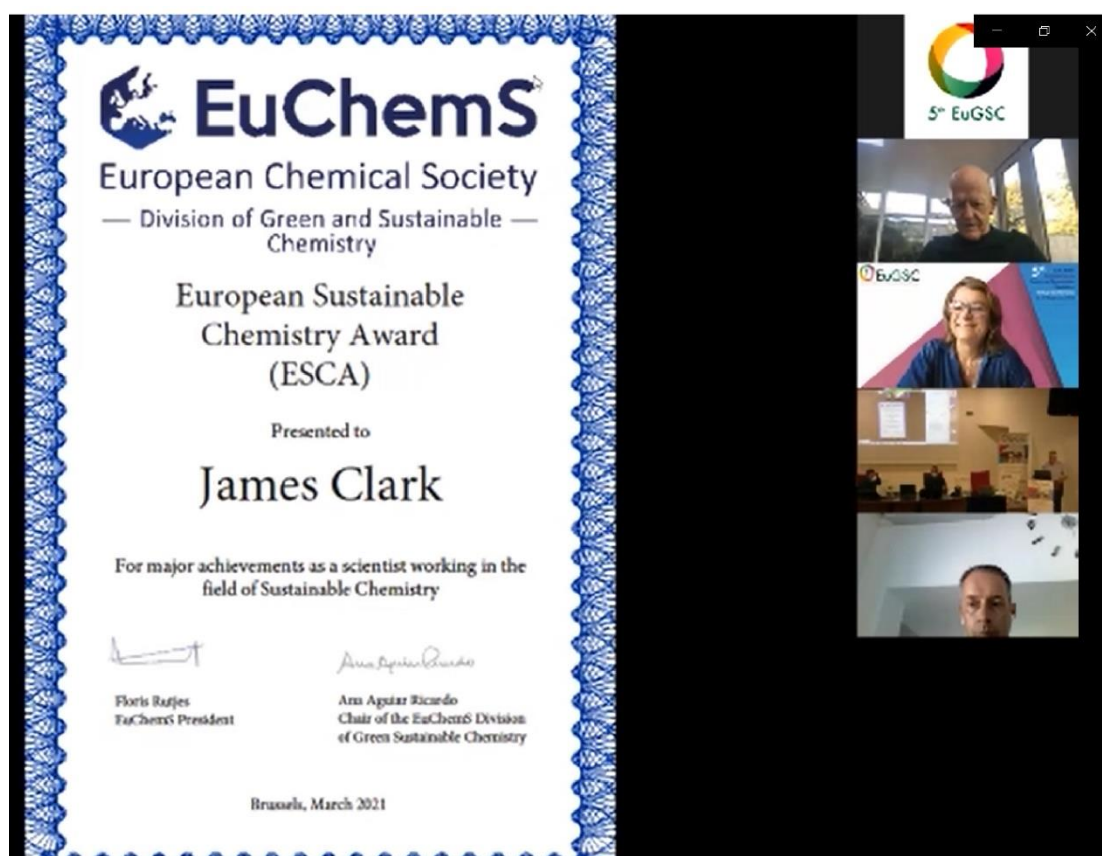 EuChemS
European Chemical Society
— Division of Green and Sustainable —
Chemistry
European Sustainable
Chemistry Award
(ESCA)
Presented to
James Clark
For major achievements as a scientist working in the
field of Sustainable Chemistry
Floris Rutjes
EuChemS President
Ana Aguiar Ricardo
Chair of the EuChemS Division
of Green Sustainable Chemistry
Brussels, March 2021
5th EuGSC
EuGSC